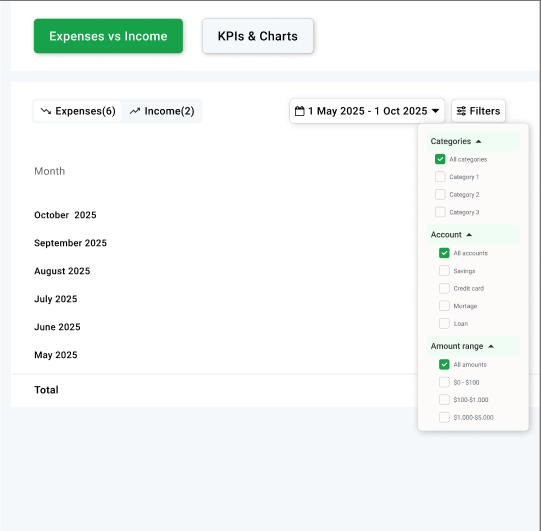 Expenses vs Income
KPIs & Charts
Expenses(6)
Income(2)
1 May 2025 - 1 Oct 2025
Filters
Month
October 2025
September 2025
August 2025
July 2025
June 2025
May 2025
Total
Categories
All categories
Category 1
Category 2
Category 3
Account
All accounts
Savings
Credit card
Mortage
Loan
Amount range
All amounts
$0 - $100
$100-$1.000
$1.000-$5.000